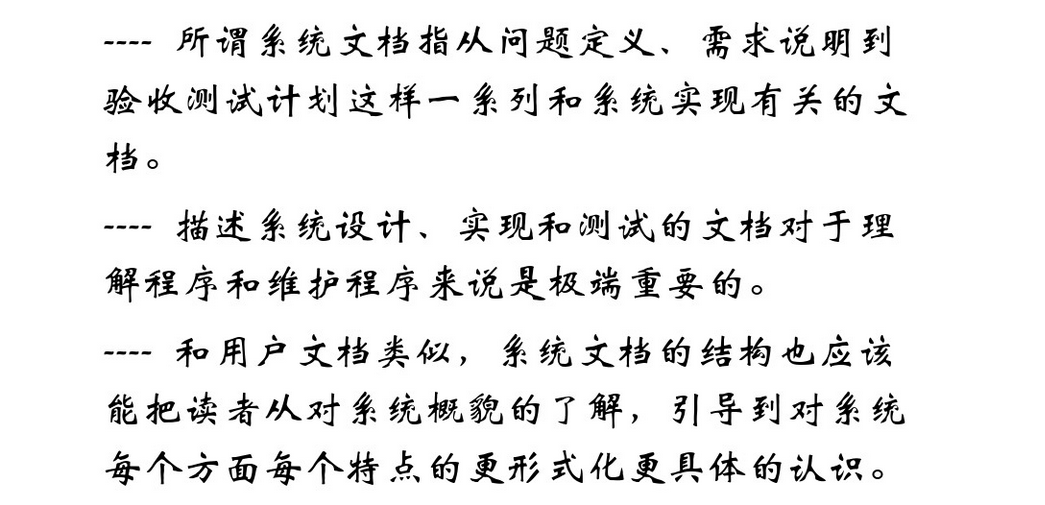 ---- 所谓系统文档指从问题定义、需求说明到
验收测试计划这样一系列和系统实现有关的文
档。
---- 描述系统设计、实现和测试的文档对于理
解程序和维护程序来说是极端重要的。
---- 和用户文档类似，系统文档的结构也应该
能把读者从对系统概貌的了解，引导到对系统
每个方面每个特点的更形式化更具体的认识。